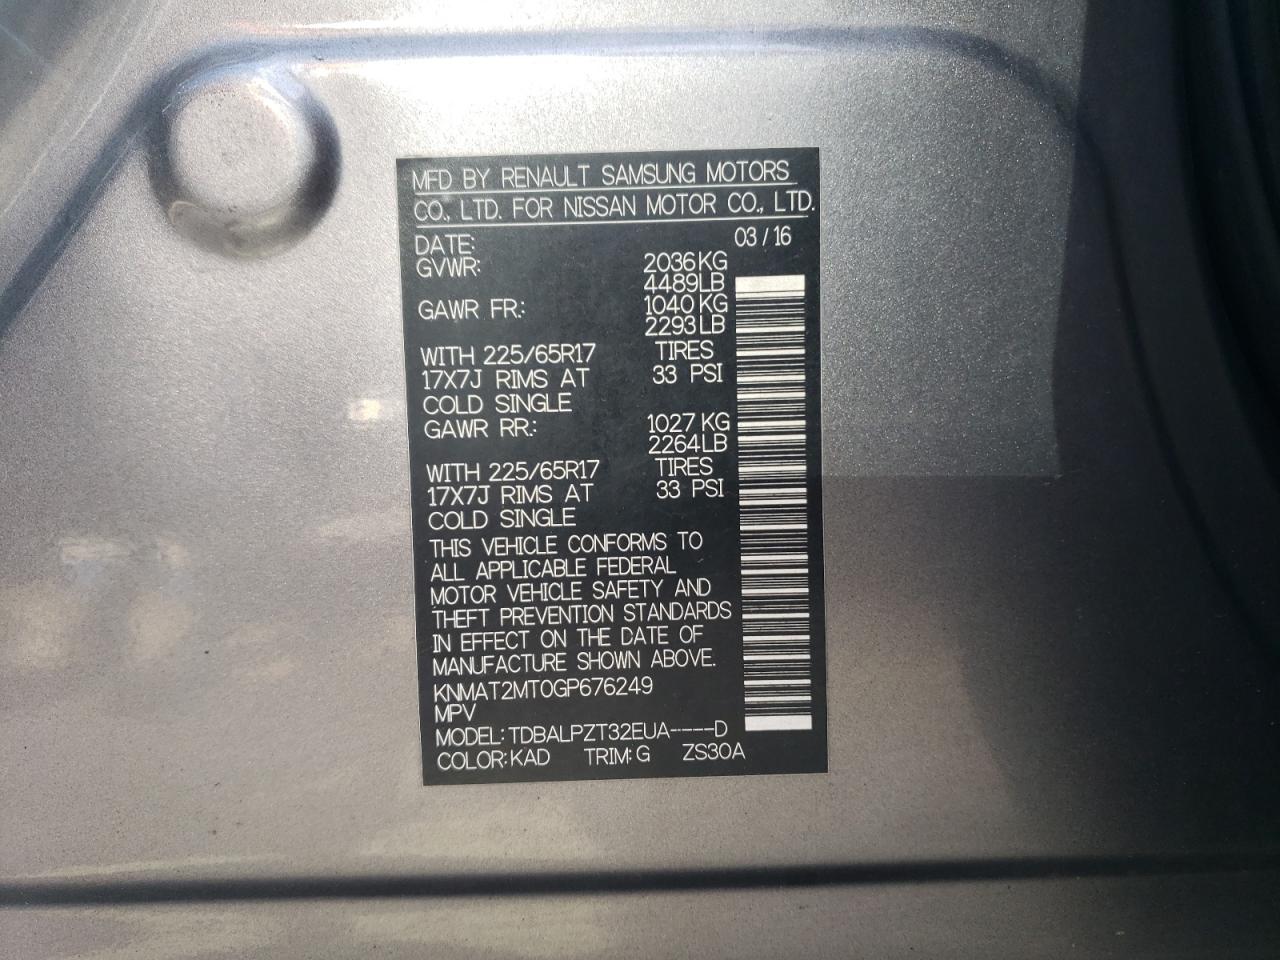 MFD BY RENAULT SAMSUNG MOTORS
CO., LTD. FOR NISSAN MOTOR CO., LTD.
DATE: 03 / 16
GVWR: 2036 KG
4489LB
GAWR FR.: 1040 KG
2293 LB
WITH 225/65R17 TIRES
17X7J RIMS AT 33 PSI
COLD SINGLE
GAWR RR.: 1027 KG
2264LB
WITH 225/65R17 TIRES
17X7J RIMS AT 33 PSI
COLD SINGLE
THIS VEHICLE CONFORMS TO
ALL APPLICABLE FEDERAL
MOTOR VEHICLE SAFETY AND
THEFT PREVENTION STANDARDS
IN EFFECT ON THE DATE OF
MANUFACTURE SHOWN ABOVE.
KNMAT2MT0GP676249
MPV
MODEL: TDBALPZT32EUA-----D
COLOR: KAD TRIM: G ZS30A